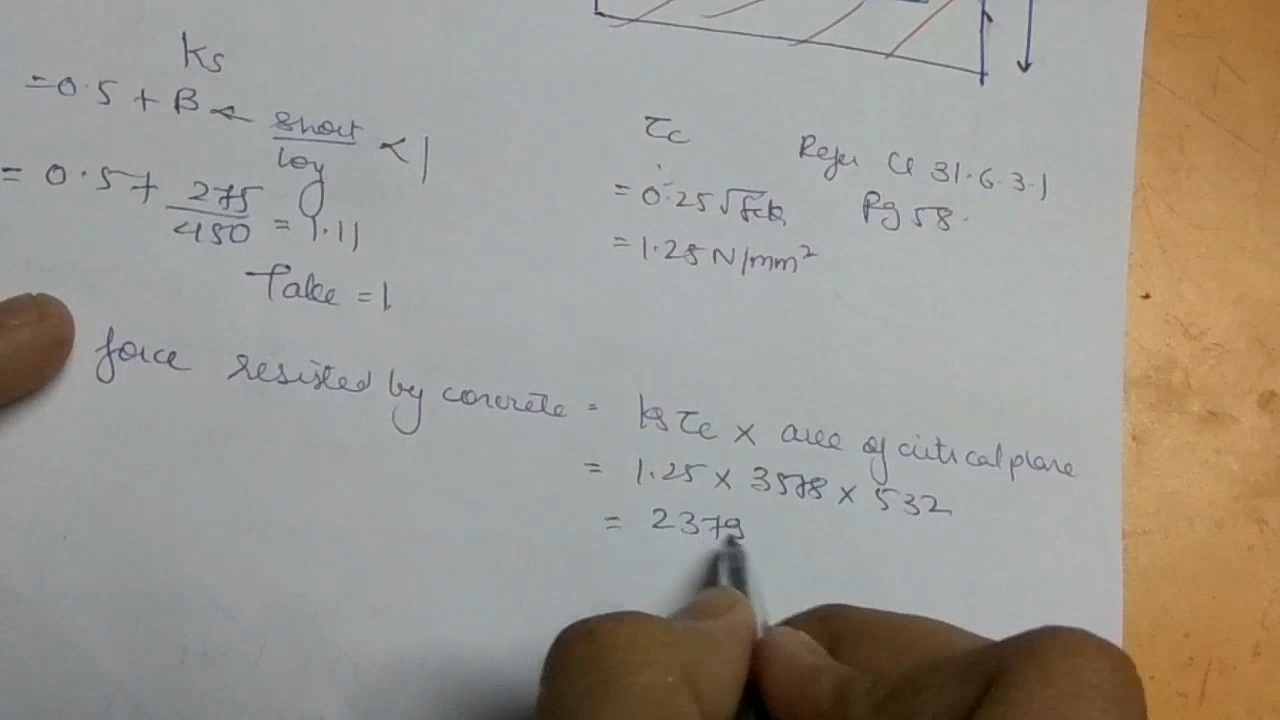 ks
=0.5 + B ← short/loy < 1
= 0.5+ 275/450 = 1.11
Take =1.
τc
= 0.25 √fck
= 1.25 N/mm²
Refer Cl 31.6.3.1
Pg 58.
force resisted by concrete = ks τc × area of critical plane
= 1.25 × 3578 × 532
= 2379